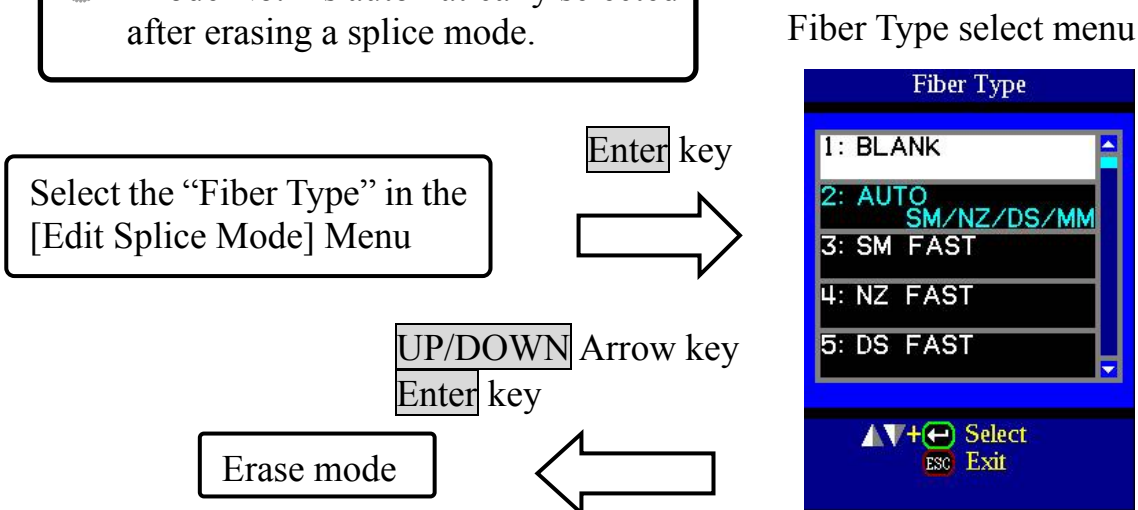 after erasing a splice mode.
Fiber Type select menu
Fiber Type
1: BLANK
2: AUTO
SM/NZ/DS/MM
3: SM FAST
4: NZ FAST
5: DS FAST
+ Select
ESC Exit
Enter key
Select the “Fiber Type” in the
[Edit Splice Mode] Menu
UP/DOWN Arrow key
Enter key
Erase mode